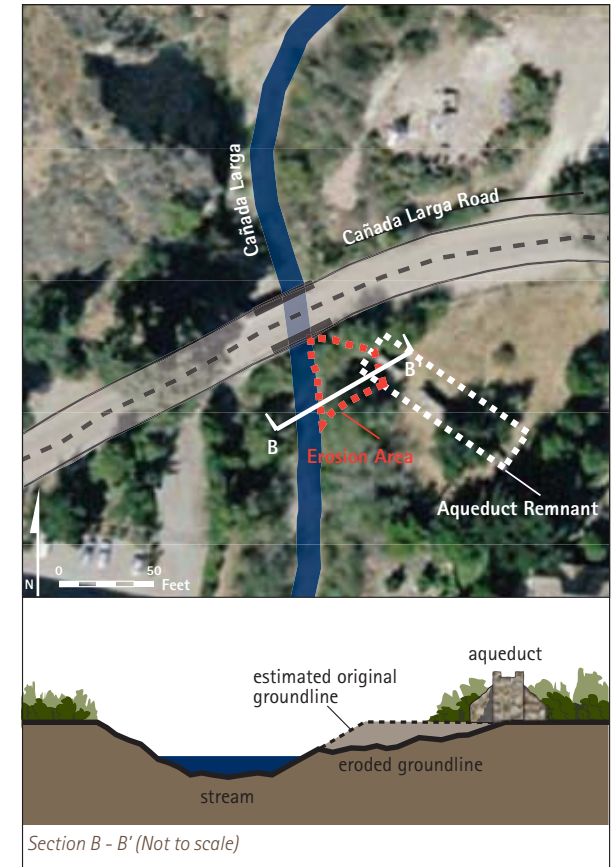 Cañada Larga
Cañada Larga Road
B'
B
Erosion Area
Aqueduct Remnant
N
0 50
Feet
aqueduct
estimated original
groundline
eroded groundline
stream
Section B - B' (Not to scale)